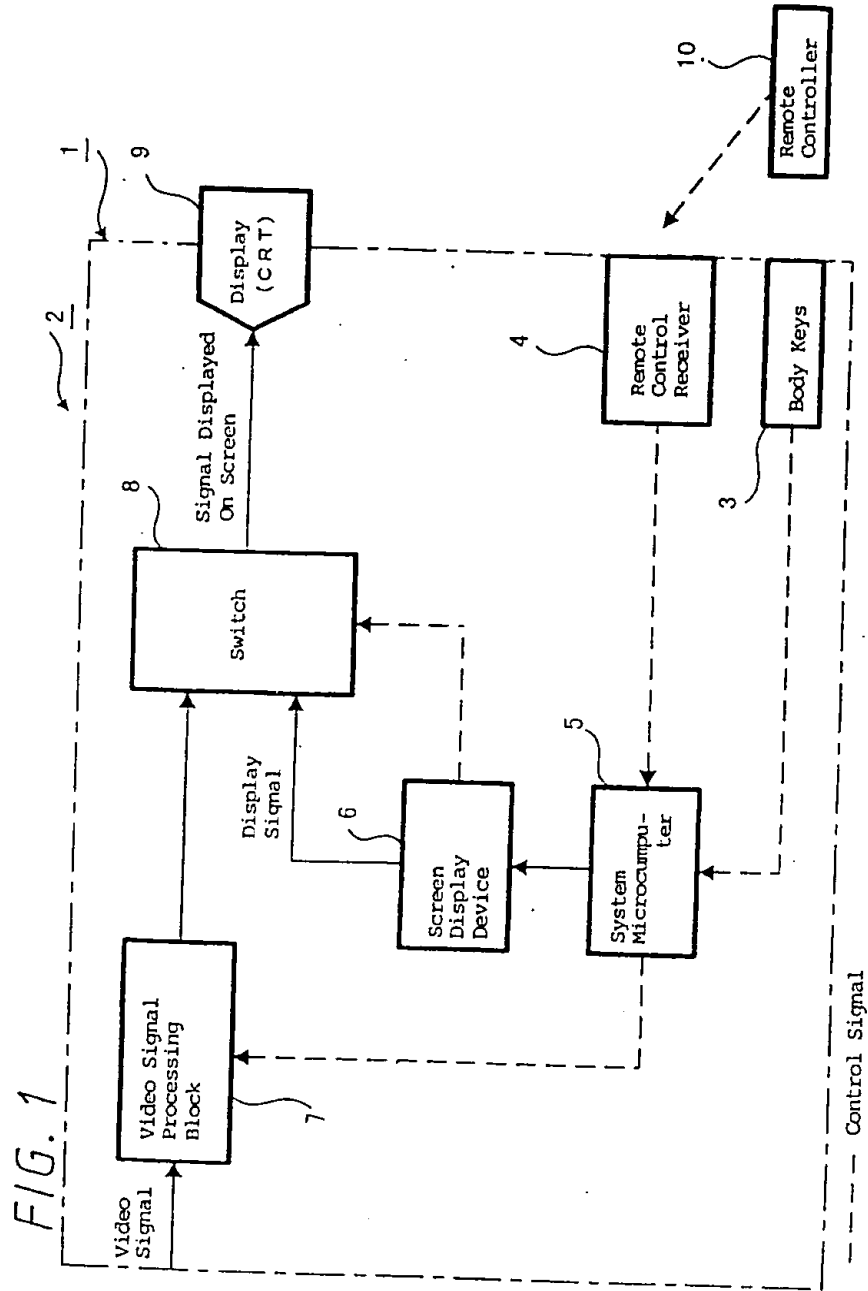 FIG. 1
2
1
Video
Signal
Video Signal
Processing
Block
7
Switch
8
Signal Displayed
On Screen
Display
(CRT)
9
Display
Signal
6
Screen
Display
Device
5
System
Microcumpu-
ter
4
Remote
Control
Receiver
3
Body Keys
10
Remote
Controller
Control Signal